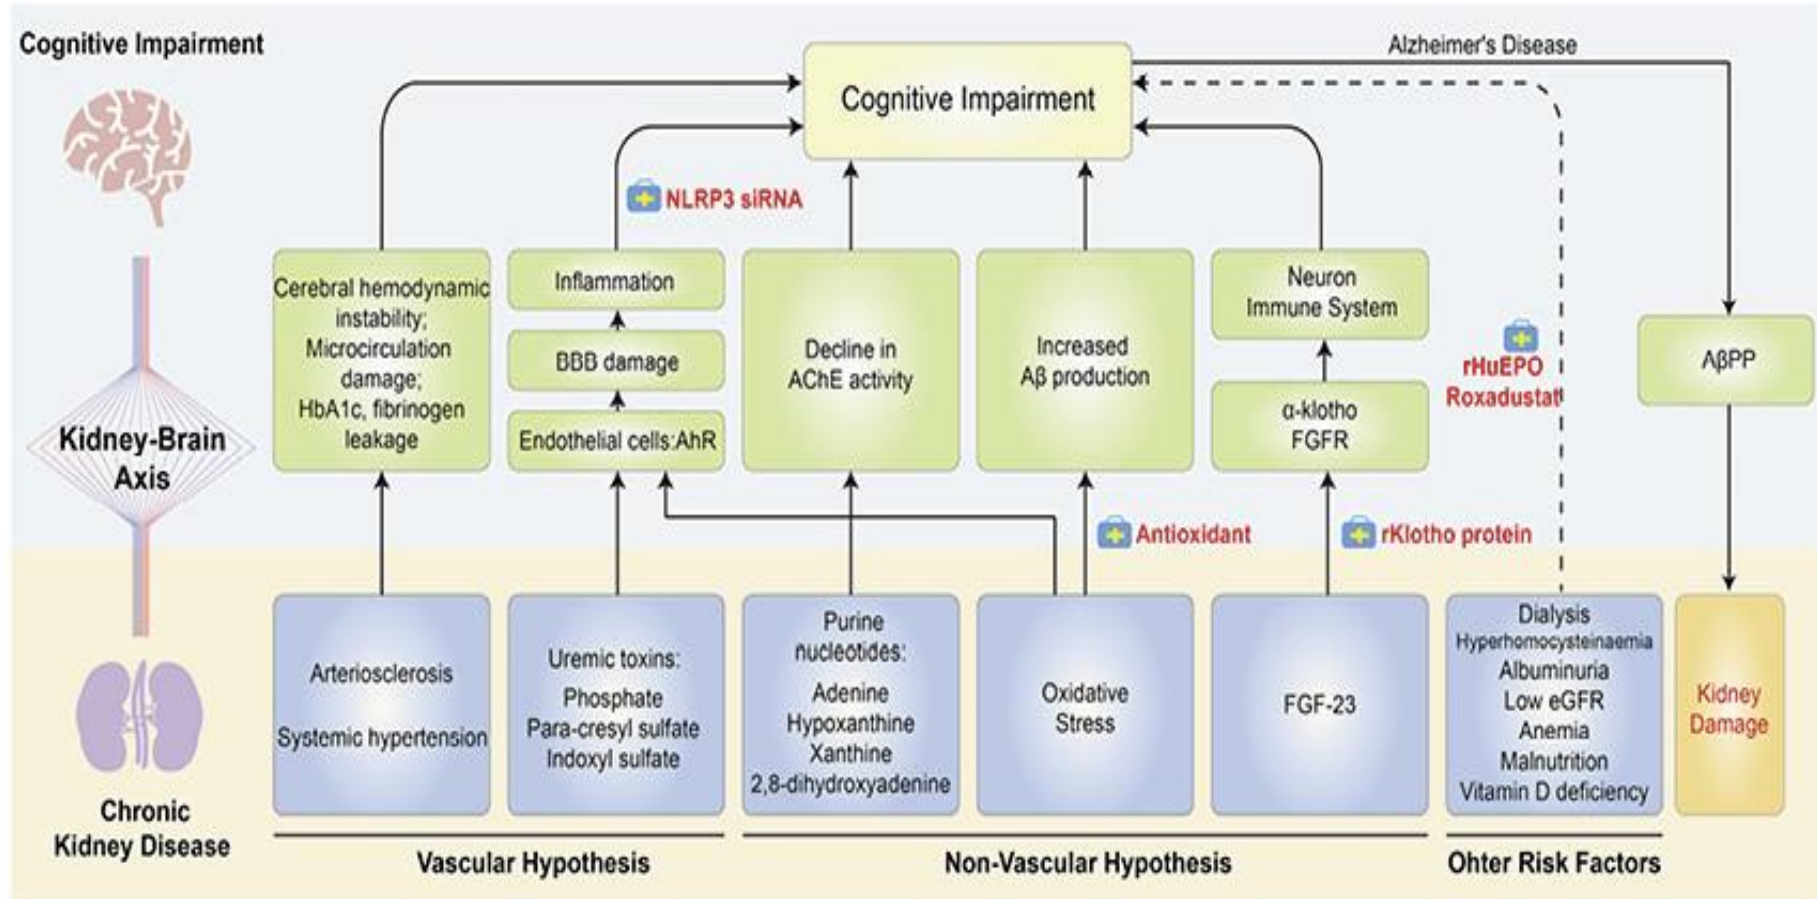 Cognitive Impairment
Alzheimer's Disease
Cognitive Impairment
NLRP3 siRNA
Cerebral hemodynamic
instability;
Microcirculation
damage;
HbA1c, fibrinogen
leakage
Inflammation
BBB damage
Endothelial cells:AhR
Decline in
AChE activity
Increased
Aβ production
Neuron
Immune System
α-klotho
FGFR
rHuEPO
Roxadustat
AβPP
Kidney-Brain
Axis
Antioxidant
rKlotho protein
Arteriosclerosis
Systemic hypertension
Uremic toxins:
Phosphate
Para-cresyl sulfate
Indoxyl sulfate
Purine
nucleotides:
Adenine
Hypoxanthine
Xanthine
2,8-dihydroxyadenine
Oxidative
Stress
FGF-23
Dialysis
Hyperhomocysteinaemia
Albuminuria
Low eGFR
Anemia
Malnutrition
Vitamin D deficiency
Kidney
Damage
Chronic
Kidney Disease
Vascular Hypothesis
Non-Vascular Hypothesis
Ohter Risk Factors